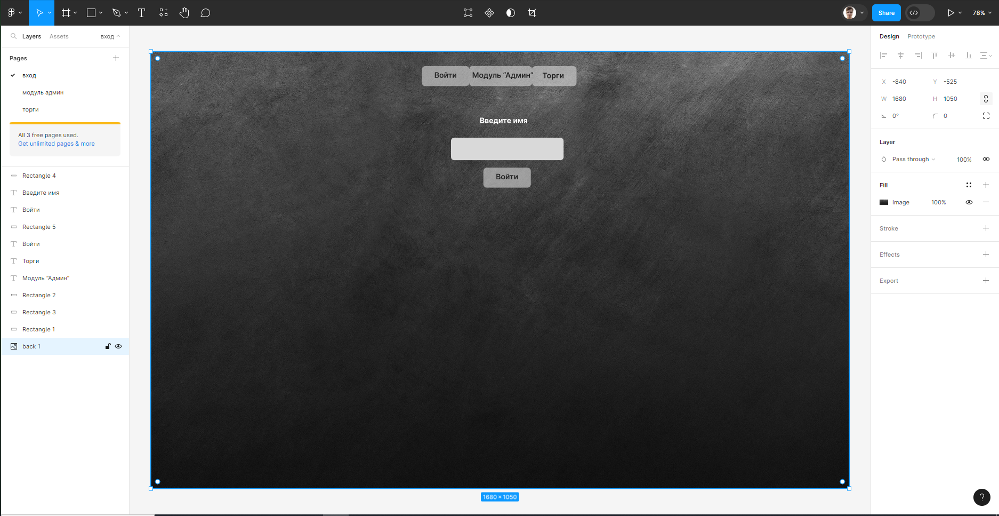 Share
78%
Layers
Assets
вход
Pages
вход
модуль админ
торги
All 3 free pages used.
Get unlimited pages & more
Rectangle 4
Введите имя
Войти
Rectangle 5
Войти
Торги
Модуль “Админ”
Rectangle 2
Rectangle 3
Rectangle 1
back 1
Войти
Модуль “Админ”
Торги
Введите имя
Войти
1680 × 1050
Design
Prototype
X -840
Y -525
W 1680
H 1050
0°
0
Layer
Pass through
100%
Fill
Image
100%
Stroke
Effects
Export
?